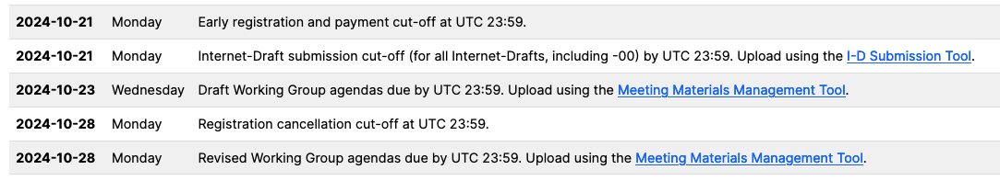 2024-10-21 Monday Early registration and payment cut-off at UTC 23:59.
2024-10-21 Monday Internet-Draft submission cut-off (for all Internet-Drafts, including -00) by UTC 23:59. Upload using the I-D Submission Tool.
2024-10-23 Wednesday Draft Working Group agendas due by UTC 23:59. Upload using the Meeting Materials Management Tool.
2024-10-28 Monday Registration cancellation cut-off at UTC 23:59.
2024-10-28 Monday Revised Working Group agendas due by UTC 23:59. Upload using the Meeting Materials Management Tool.